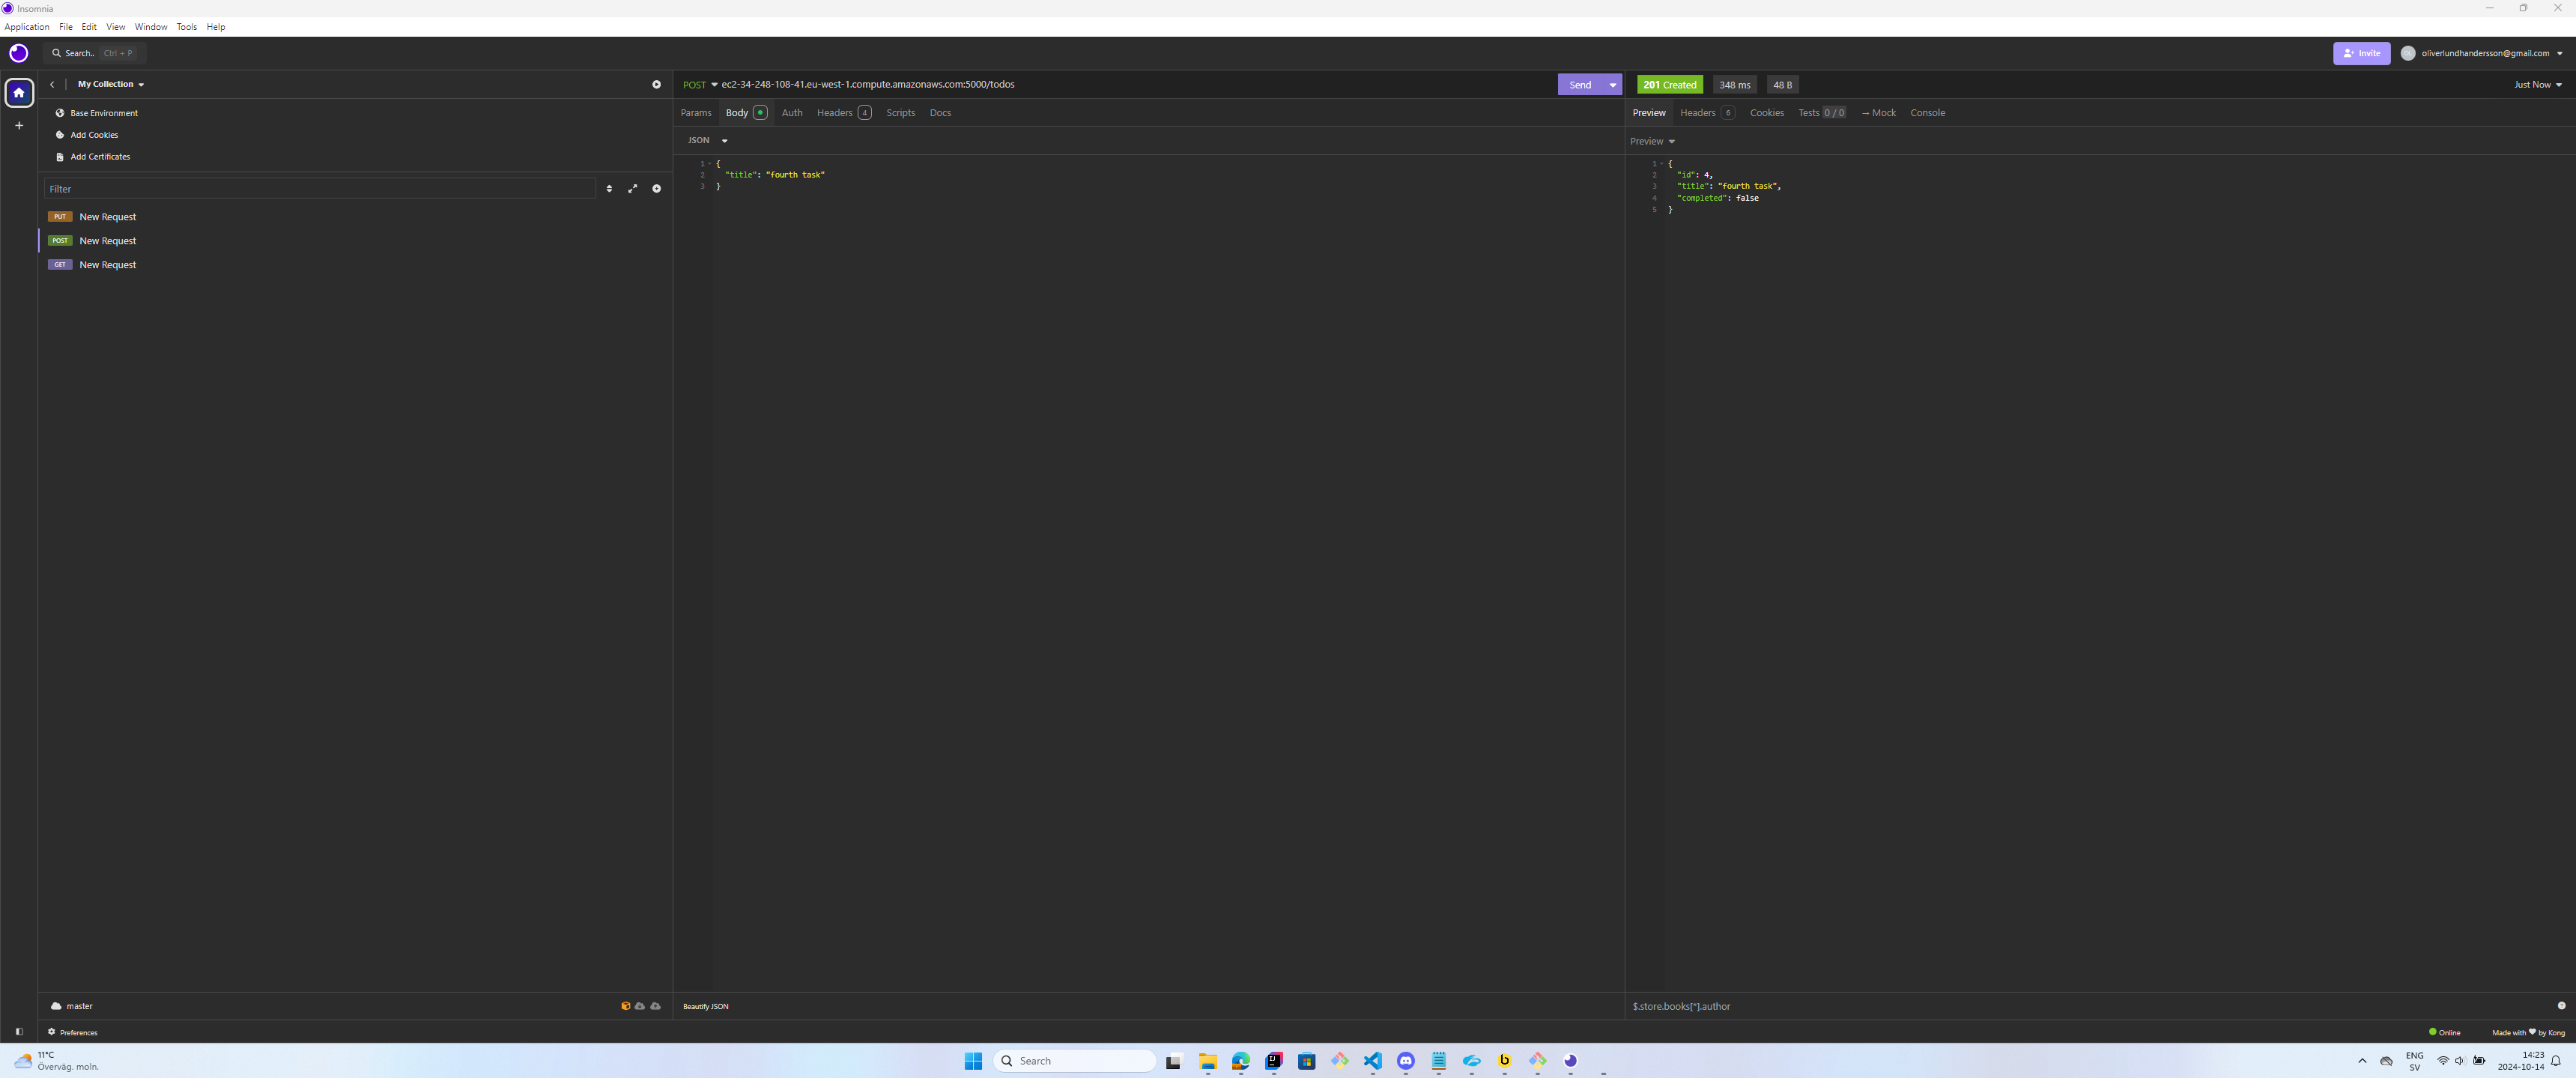 Insomnia
Application File Edit View Window Tools Help
Search.. Ctrl + P
Invite oliverlundhandersson@gmail.com
My Collection
Base Environment
Add Cookies
Add Certificates
Filter
PUT New Request
POST New Request
GET New Request
master
Preferences
POST ec2-34-248-108-41.eu-west-1.compute.amazonaws.com:5000/todos Send
Params Body Auth Headers 4 Scripts Docs
JSON
1 {
2 "title": "fourth task"
3 }
Beautify JSON
201 Created 348 ms 48 B Just Now
Preview Headers 6 Cookies Tests 0 / 0 → Mock Console
Preview
1 {
2 "id": 4,
3 "title": "fourth task",
4 "completed": false
5 }
$.store.books[*].author
Online Made with ♥ by Kong
11°C
Overväg. moln.
Search
ENG
SV
14:23
2024-10-14